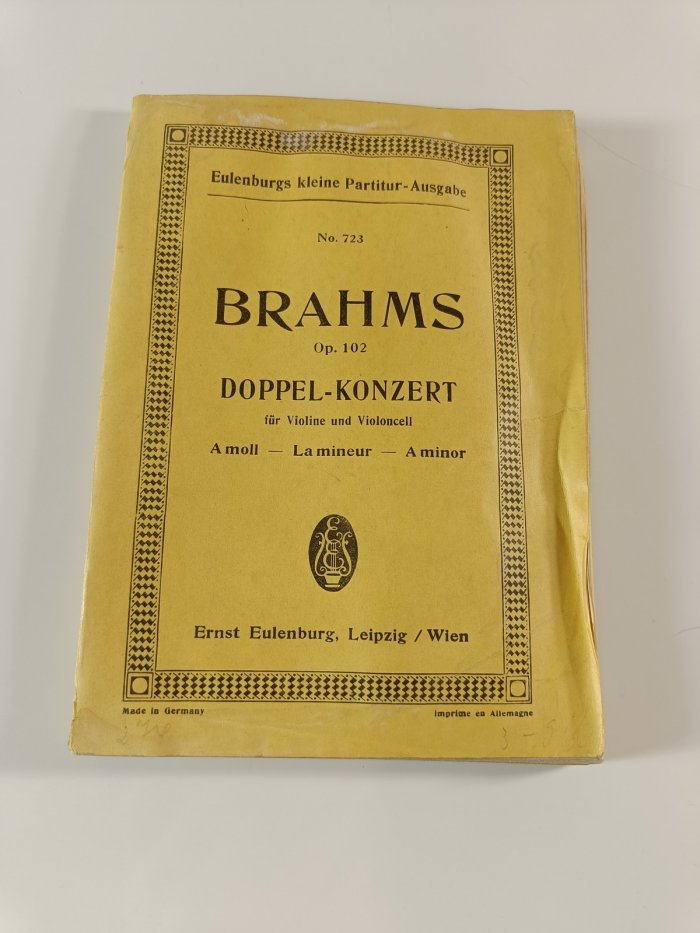 Eulenburgs kleine Partitur-Ausgabe
No. 723
BRAHMS
Op. 102
DOPPEL-KONZERT
für Violine und Violoncell
A moll — La mineur — A minor
Ernst Eulenburg, Leipzig / Wien
Made in Germany
Imprime en Allemagne